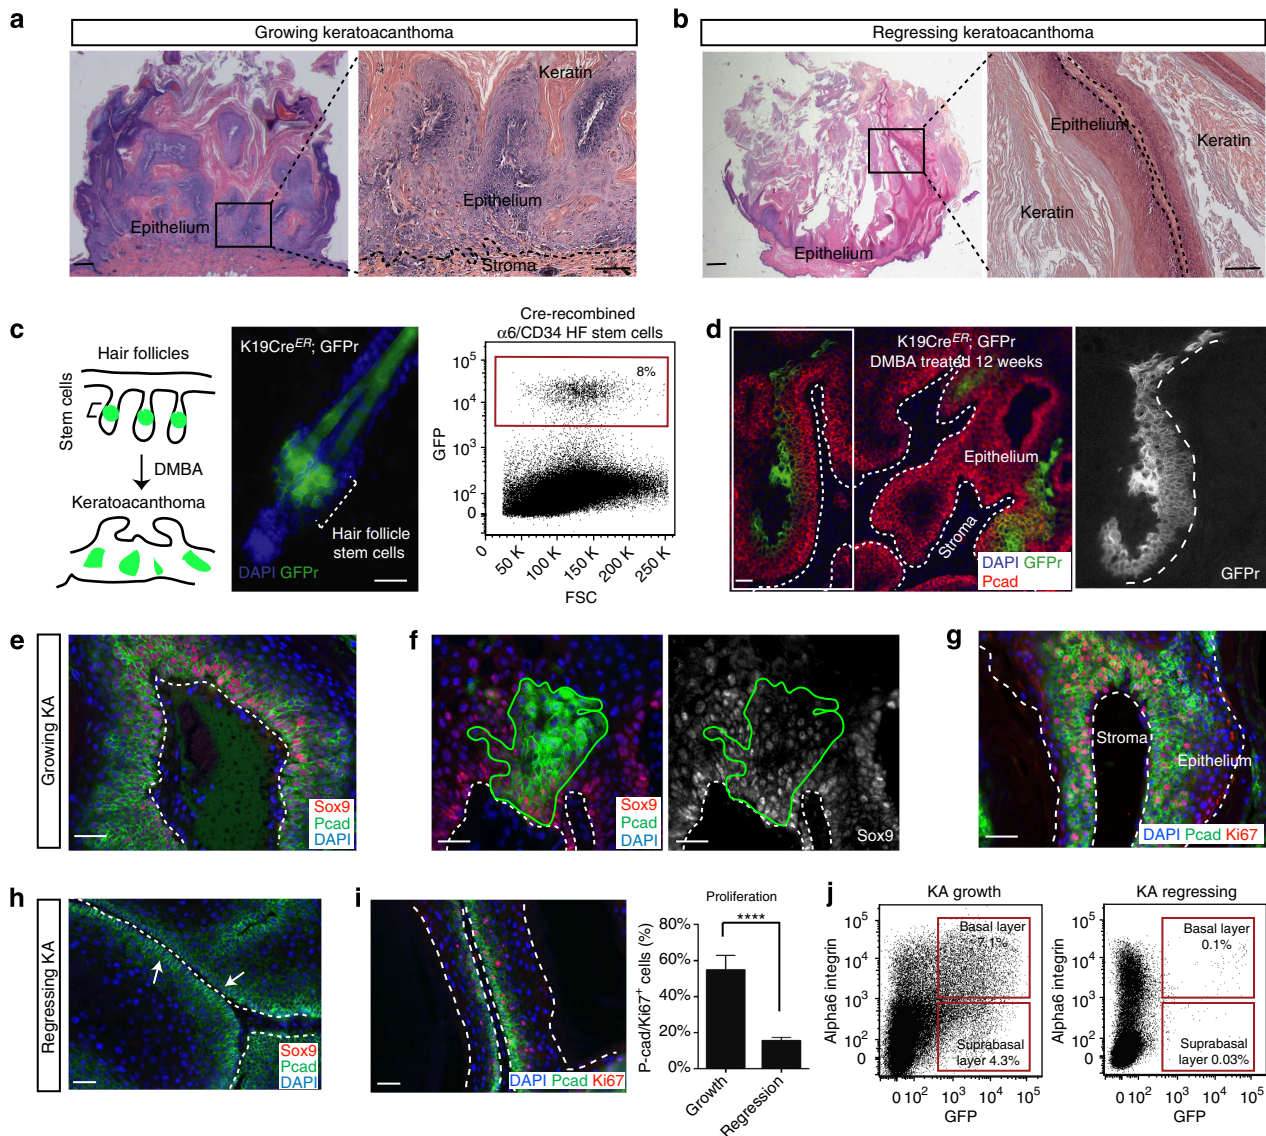 a
Growing keratoacanthoma
Keratin
Epithelium
Epithelium
Stroma
b
Regressing keratoacanthoma
Epithelium
Keratin
Keratin
Epithelium
c
Hair follicles
Stem cells
DMBA
Keratoacanthoma
K19CreER; GFPr
Hair follicle
stem cells
DAPI GFPr
Cre-recombined
α6/CD34 HF stem cells
8%
GFP
10^5
10^4
10^3
10^2
0
0
50 K
100 K
150 K
200 K
250 K
FSC
d
K19CreER; GFPr
DMBA treated 12 weeks
Epithelium
Stroma
DAPI GFPr
Pcad
GFPr
Growing KA
e
Sox9
Pcad
DAPI
f
Sox9
Pcad
DAPI
Sox9
g
Stroma
Epithelium
DAPI Pcad Ki67
Regressing KA
h
Sox9
Pcad
DAPI
i
DAPI Pcad Ki67
Proliferation
****
P-cad/Ki67+ cells (%)
80%
60%
40%
20%
0%
Growth
Regression
j
KA growth
Alpha6 integrin
10^5
10^4
10^3
10^2
0
Basal layer
7.1%
Suprabasal
layer 4.3%
0 10^2 10^3 10^4 10^5
GFP
KA regressing
Alpha6 integrin
10^5
10^4
10^3
10^2
0
Basal layer
0.1%
Suprabasal
layer 0.03%
0 10^2 10^3 10^4 10^5
GFP